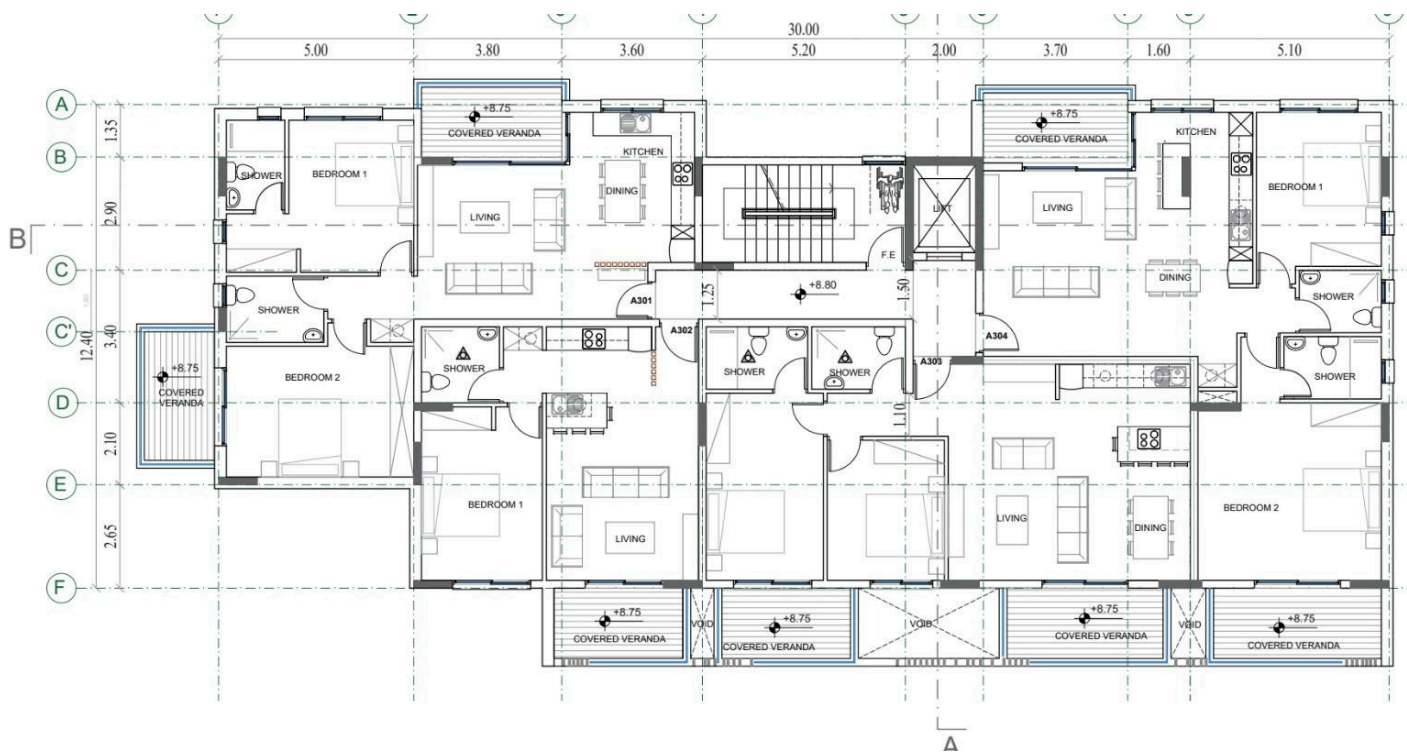 30.00
5.00 3.80 3.60 5.20 2.00 3.70 1.60 5.10
A
+8.75
COVERED VERANDA
+8.75
COVERED VERANDA
1.35
B
KITCHEN
KITCHEN
SHOWER
BEDROOM 1
DINING
LIFT
BEDROOM 1
2.90
LIVING
LIVING
B
F.E
C
DINING
+8.80
1.25
1.50
A301
SHOWER
SHOWER
C'
A302
A304
12.40
3.40
+8.75
COVERED VERANDA
BEDROOM 2
SHOWER
SHOWER
SHOWER
A303
SHOWER
D
1.10
2.10
E
BEDROOM 1
LIVING
LIVING
DINING
BEDROOM 2
2.65
F
+8.75
COVERED VERANDA
VOID
+8.75
COVERED VERANDA
VOID
+8.75
COVERED VERANDA
VOID
+8.75
COVERED VERANDA
A